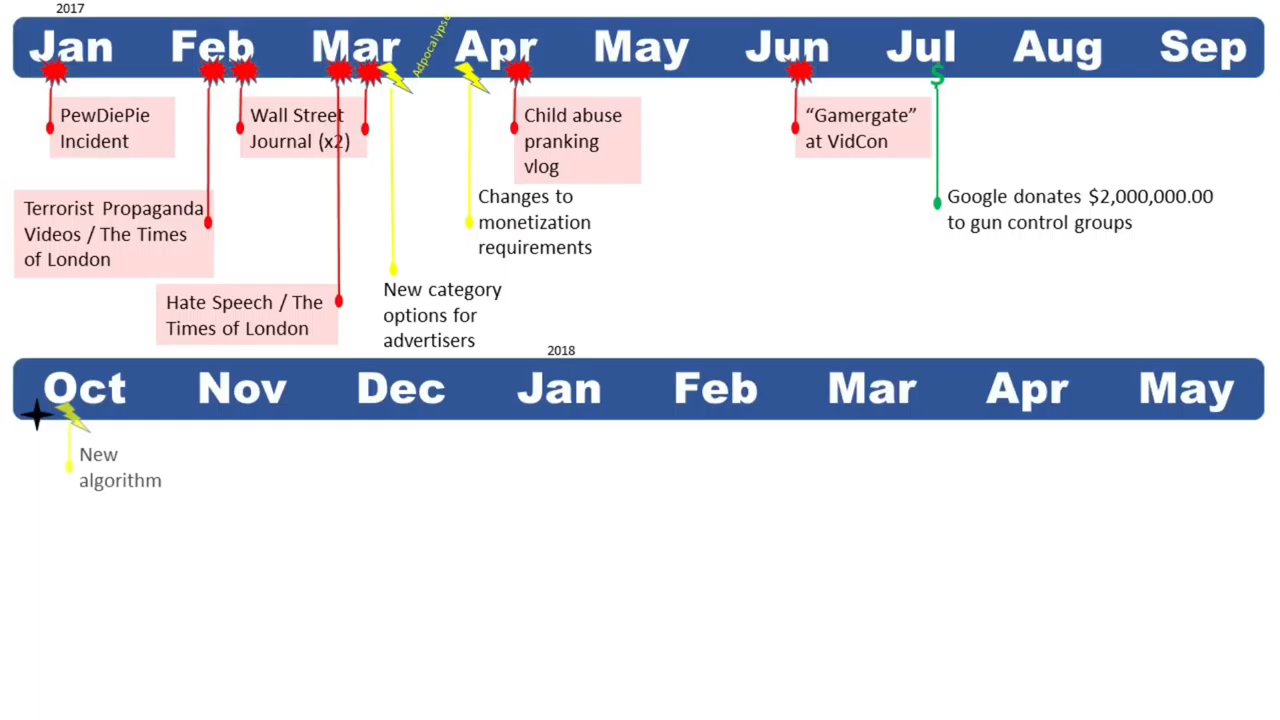 2017
Jan Feb Mar Adpocalypse Apr May Jun Jul Aug Sep
$
PewDiePie
Incident
Wall Street
Journal (x2)
Child abuse
pranking
vlog
“Gamergate”
at VidCon
Terrorist Propaganda
Videos / The Times
of London
Changes to
monetization
requirements
Google donates $2,000,000.00
to gun control groups
Hate Speech / The
Times of London
New category
options for
advertisers
2018
Oct Nov Dec Jan Feb Mar Apr May
New
algorithm